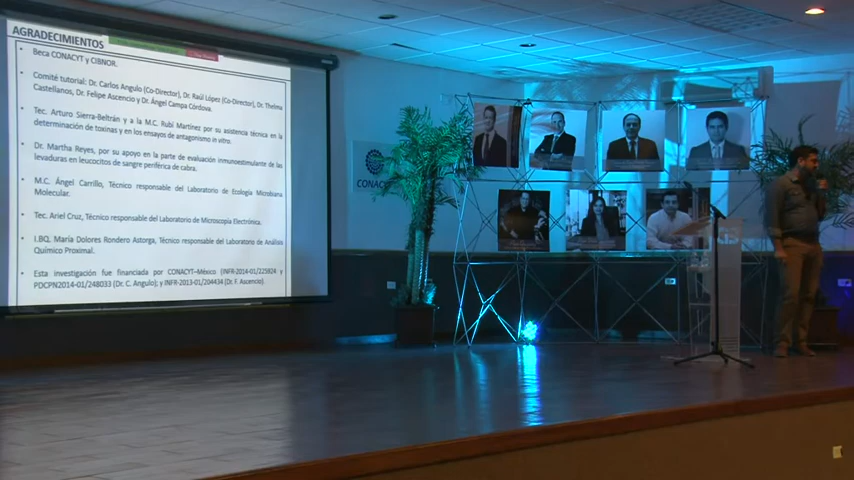 AGRADECIMIENTOS
Beca CONACYT y CIBNOR.
Comité tutorial: Dr. Carlos Angulo (Co-Director), Dr. Raúl López (Co-Director), Dr. Thelma
Castellanos, Dr. Felipe Ascencio y Dr. Ángel Campa Córdova.
Tec. Arturo Sierra-Beltrán y a la M.C. Rubí Martínez por su asistencia técnica en la
determinación de toxinas y en los ensayos de antagonismo in vitro.
Dr. Martha Reyes, por su apoyo en la parte de evaluación inmunoestimulante de las
levaduras en leucocitos de sangre periférica de cabra.
M.C. Ángel Carrillo, Técnico responsable del Laboratorio de Ecología Microbiana
Molecular.
Tec. Ariel Cruz, Técnico responsable del Laboratorio de Microscopía Electrónica.
I.BQ. María Dolores Rondero Astorga, Técnico responsable del Laboratorio de Análisis
Químico Proximal.
Esta investigación fue financiada por CONACYT–México (INFR-2014-01/225924 y
PDCPN2014-01/248033 (Dr. C. Angulo); y INFR-2013-01/204434 (Dr. F. Ascencio).
CONACYT